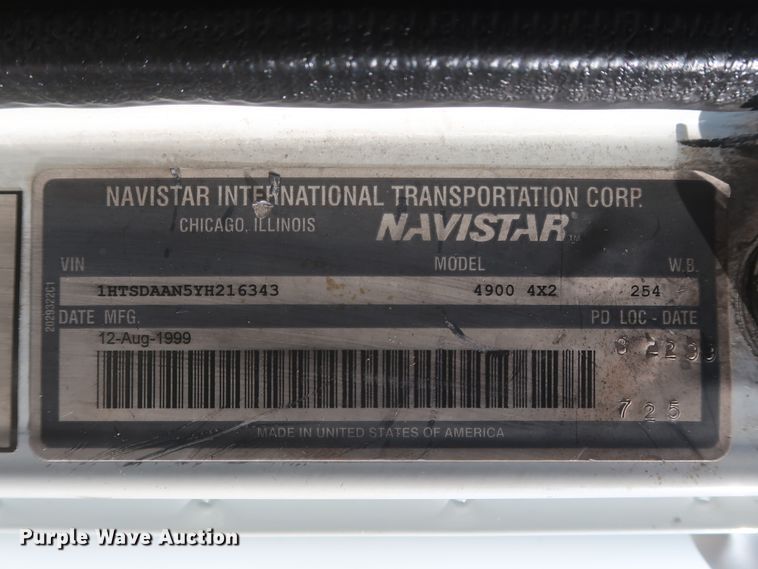 NAVISTAR INTERNATIONAL TRANSPORTATION CORP.
CHICAGO, ILLINOIS NAVISTAR®
VIN MODEL W.B.
1HTSDAAN5YH216343 4900 4X2 254
2029322C1
DATE MFG. PD LOC - DATE
12-Aug-1999
725
MADE IN UNITED STATES OF AMERICA
Purple Wave Auction